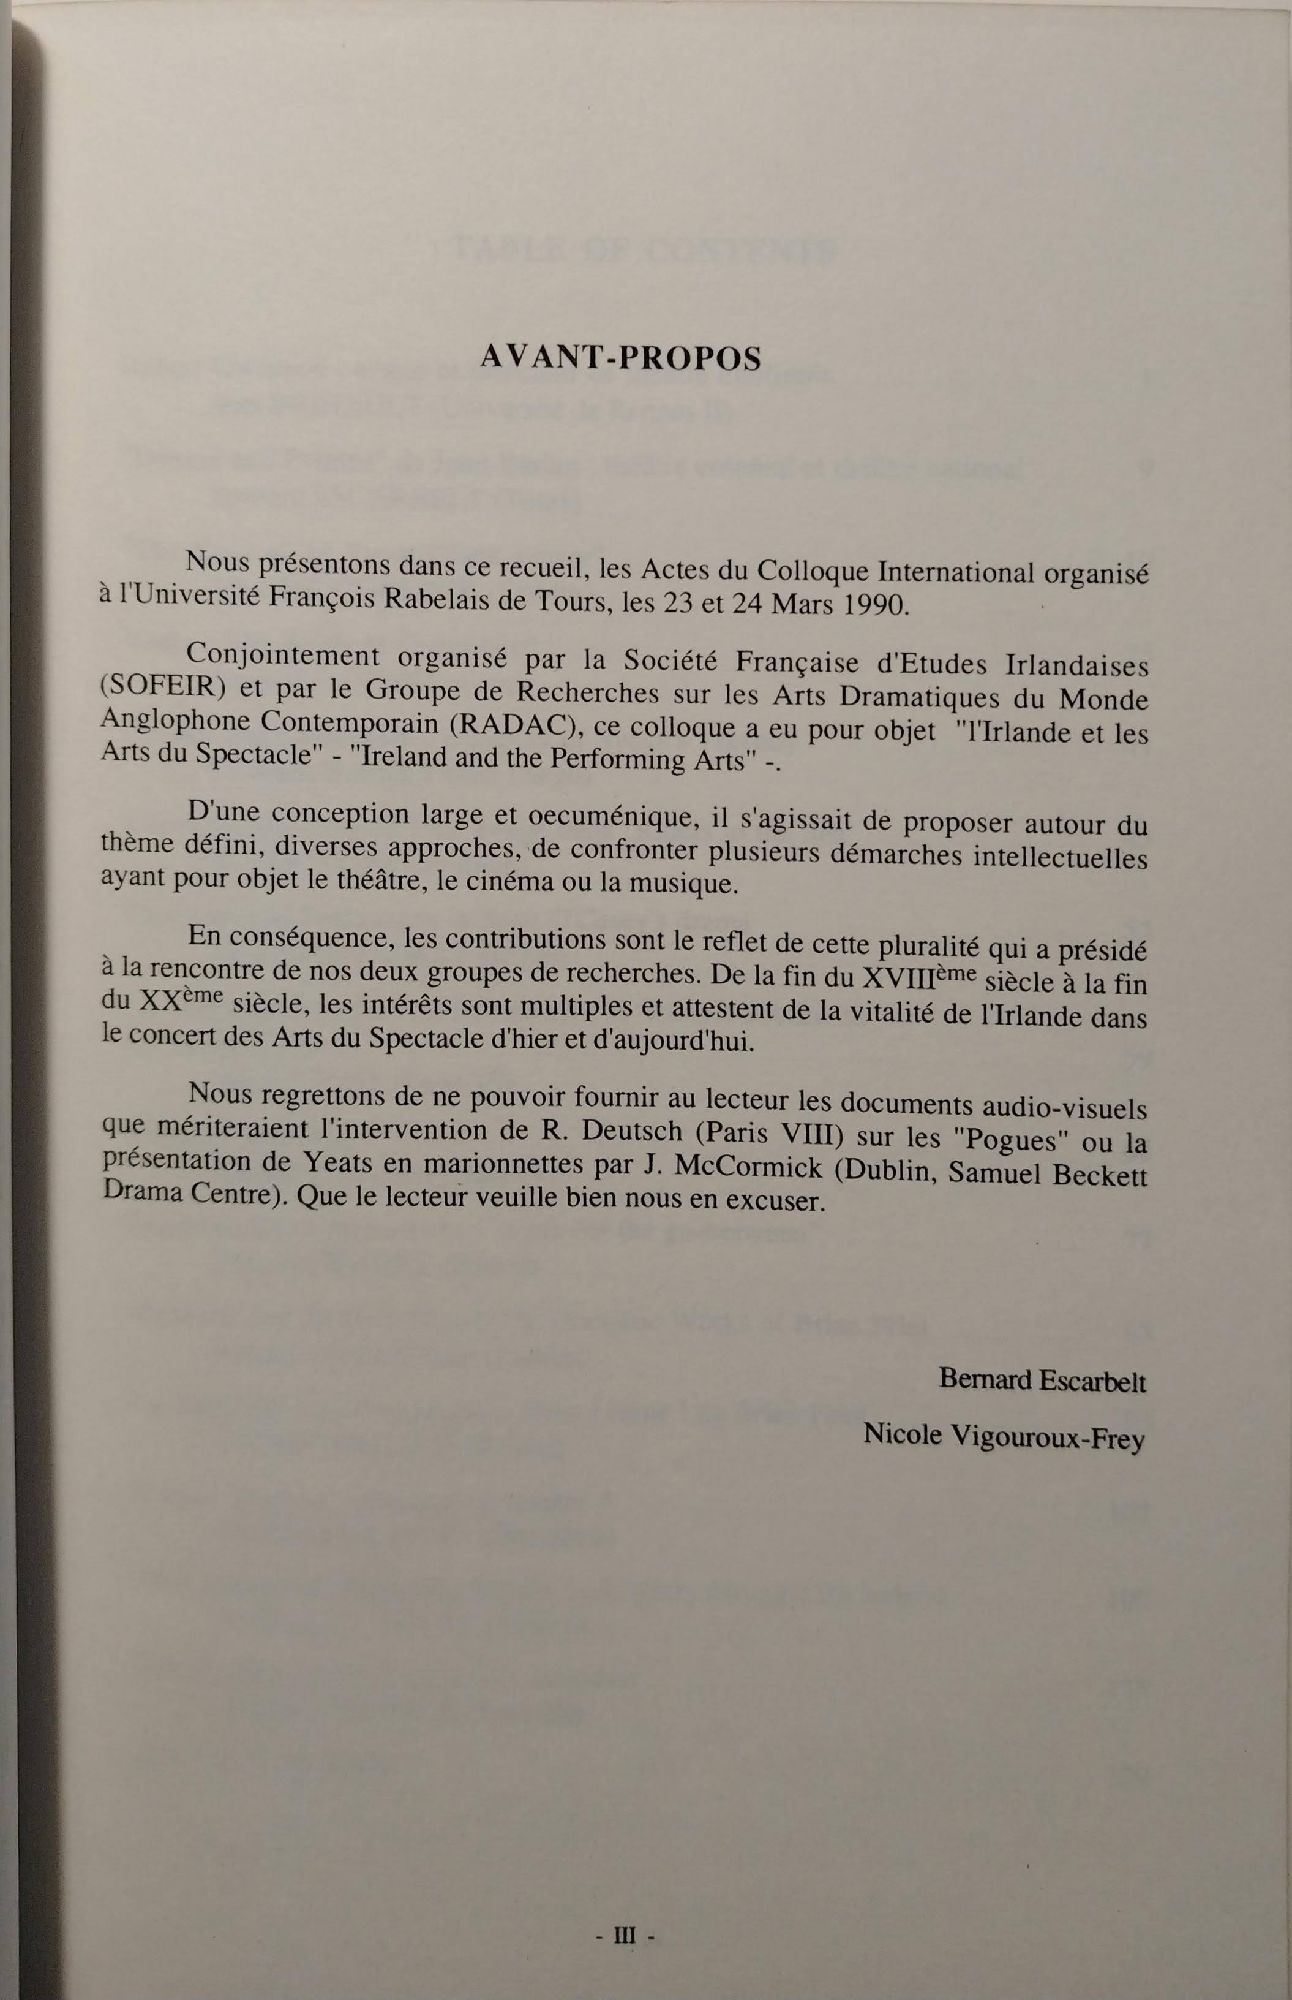 AVANT-PROPOS
Nous présentons dans ce recueil, les Actes du Colloque International organisé
à l'Université François Rabelais de Tours, les 23 et 24 Mars 1990.
Conjointement organisé par la Société Française d'Etudes Irlandaises
(SOFEIR) et par le Groupe de Recherches sur les Arts Dramatiques du Monde
Anglophone Contemporain (RADAC), ce colloque a eu pour objet "l'Irlande et les
Arts du Spectacle" - "Ireland and the Performing Arts" -.
D'une conception large et oecuménique, il s'agissait de proposer autour du
thème défini, diverses approches, de confronter plusieurs démarches intellectuelles
ayant pour objet le théâtre, le cinéma ou la musique.
En conséquence, les contributions sont le reflet de cette pluralité qui a présidé
à la rencontre de nos deux groupes de recherches. De la fin du XVIIIème siècle à la fin
du XXème siècle, les intérêts sont multiples et attestent de la vitalité de l'Irlande dans
le concert des Arts du Spectacle d'hier et d'aujourd'hui.
Nous regrettons de ne pouvoir fournir au lecteur les documents audio-visuels
que mériteraient l'intervention de R. Deutsch (Paris VIII) sur les "Pogues" ou la
présentation de Yeats en marionnettes par J. McCormick (Dublin, Samuel Beckett
Drama Centre). Que le lecteur veuille bien nous en excuser.
Bernard Escarbelt
Nicole Vigouroux-Frey
- III -